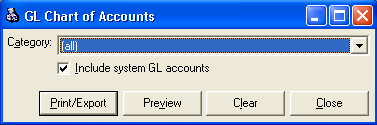 GL Chart of Accounts
Category: (all)
Include system GL accounts
Print/Export Preview Clear Close